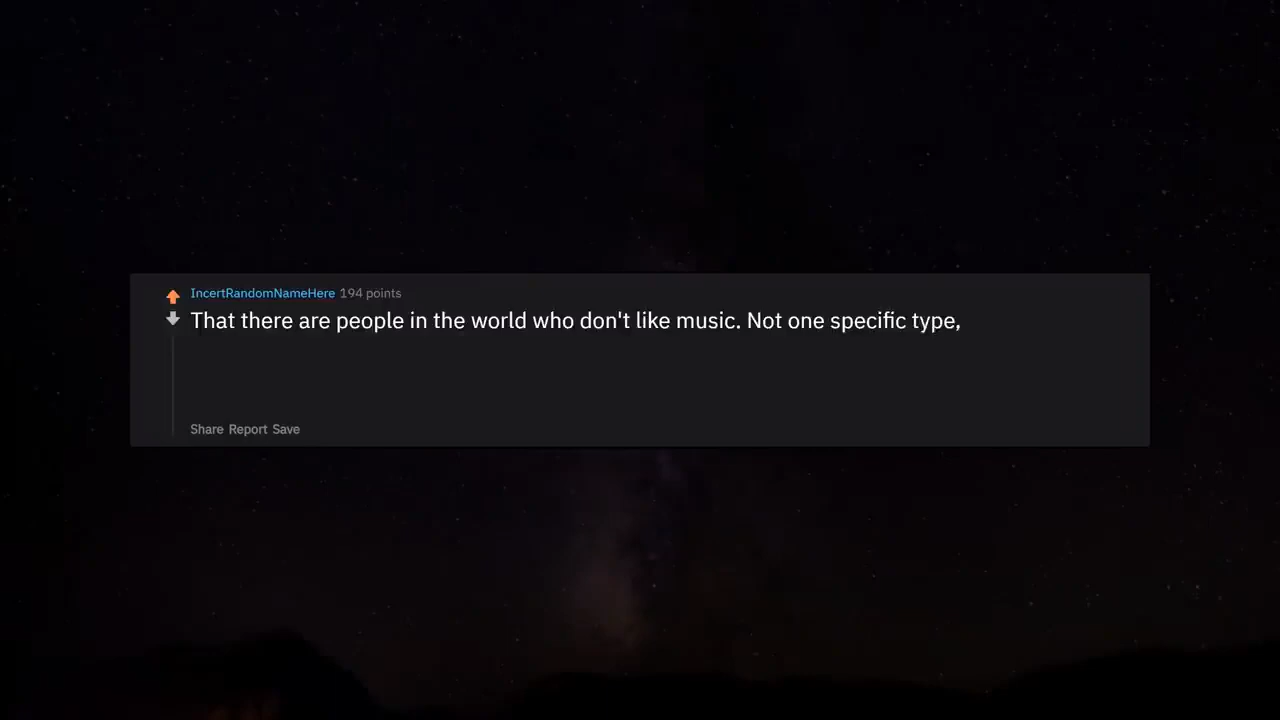 IncertRandomNameHere 194 points
That there are people in the world who don't like music. Not one specific type,
Share Report Save